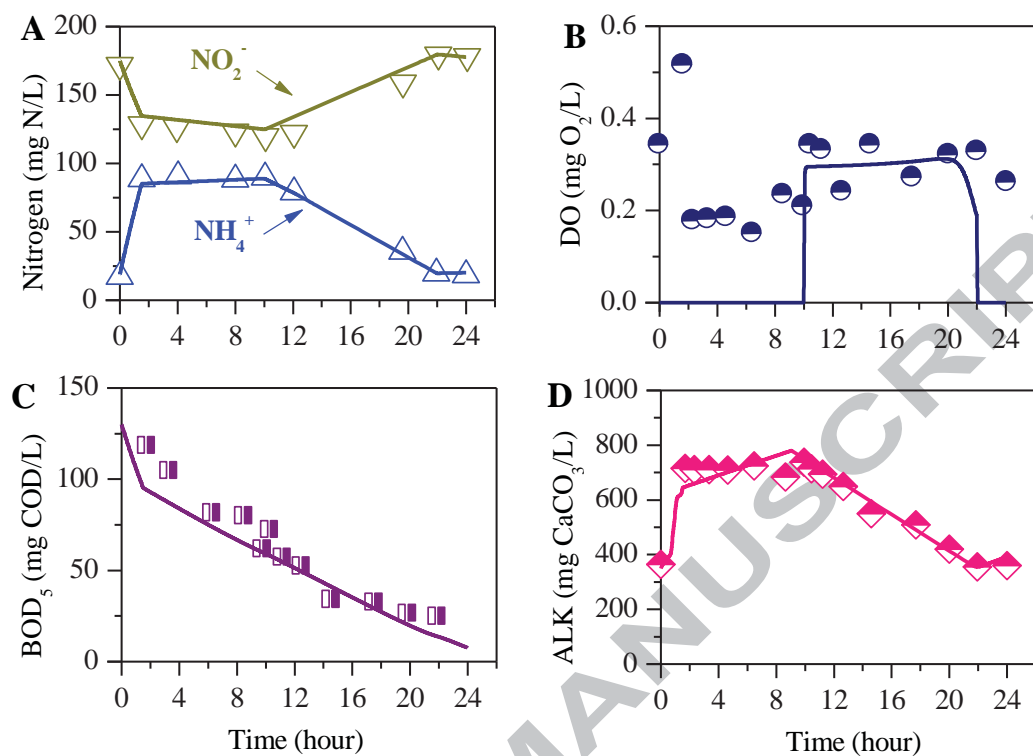 A
Nitrogen (mg N/L)
200
150
100
50
0
NO₂⁻
NH₄⁺
0 4 8 12 16 20 24
B
DO (mg O₂/L)
0.6
0.4
0.2
0.0
0 4 8 12 16 20 24
C
BOD₅ (mg COD/L)
150
100
50
0
0 4 8 12 16 20 24
Time (hour)
D
ALK (mg CaCO₃/L)
1000
800
600
400
200
0
0 4 8 12 16 20 24
Time (hour)
MANUSCRIP